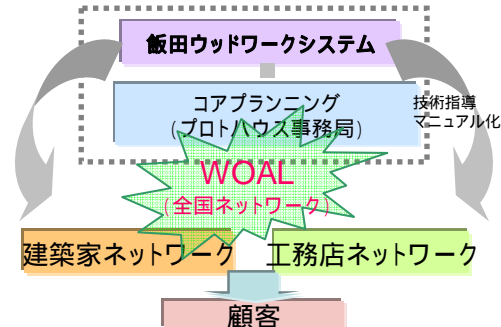 飯田ウッドワークシステム
コアプランニング
(プロトハウス事務局)
技術指導
マニュアル化
WOAL
(全国ネットワーク)
建築家ネットワーク
工務店ネットワーク
顧客